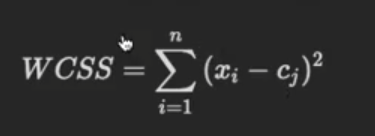 WCSS = \sum_{i=1}^{n} (x_i - c_j)^2